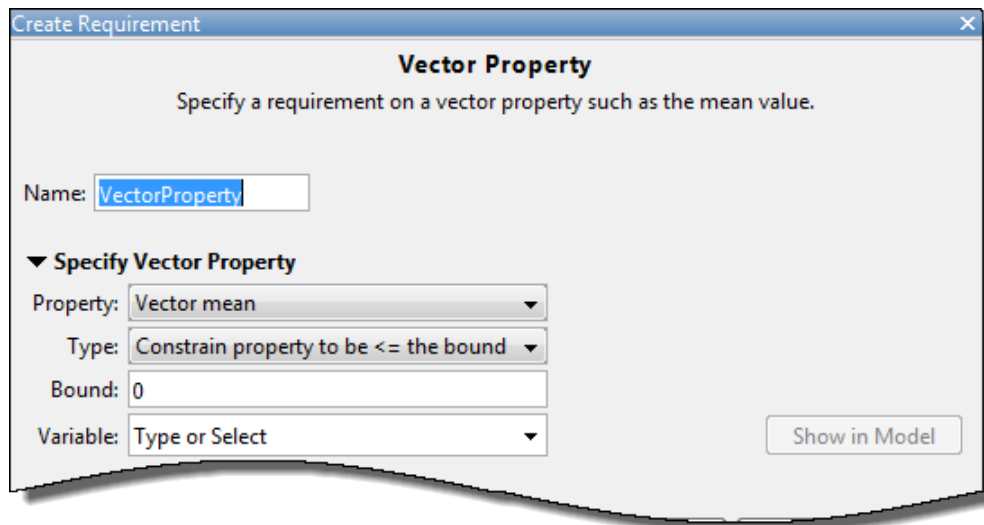 Create Requirement
Vector Property
Specify a requirement on a vector property such as the mean value.
Name: VectorProperty
Specify Vector Property
Property: Vector mean
Type: Constrain property to be <= the bound
Bound: 0
Variable: Type or Select Show in Model